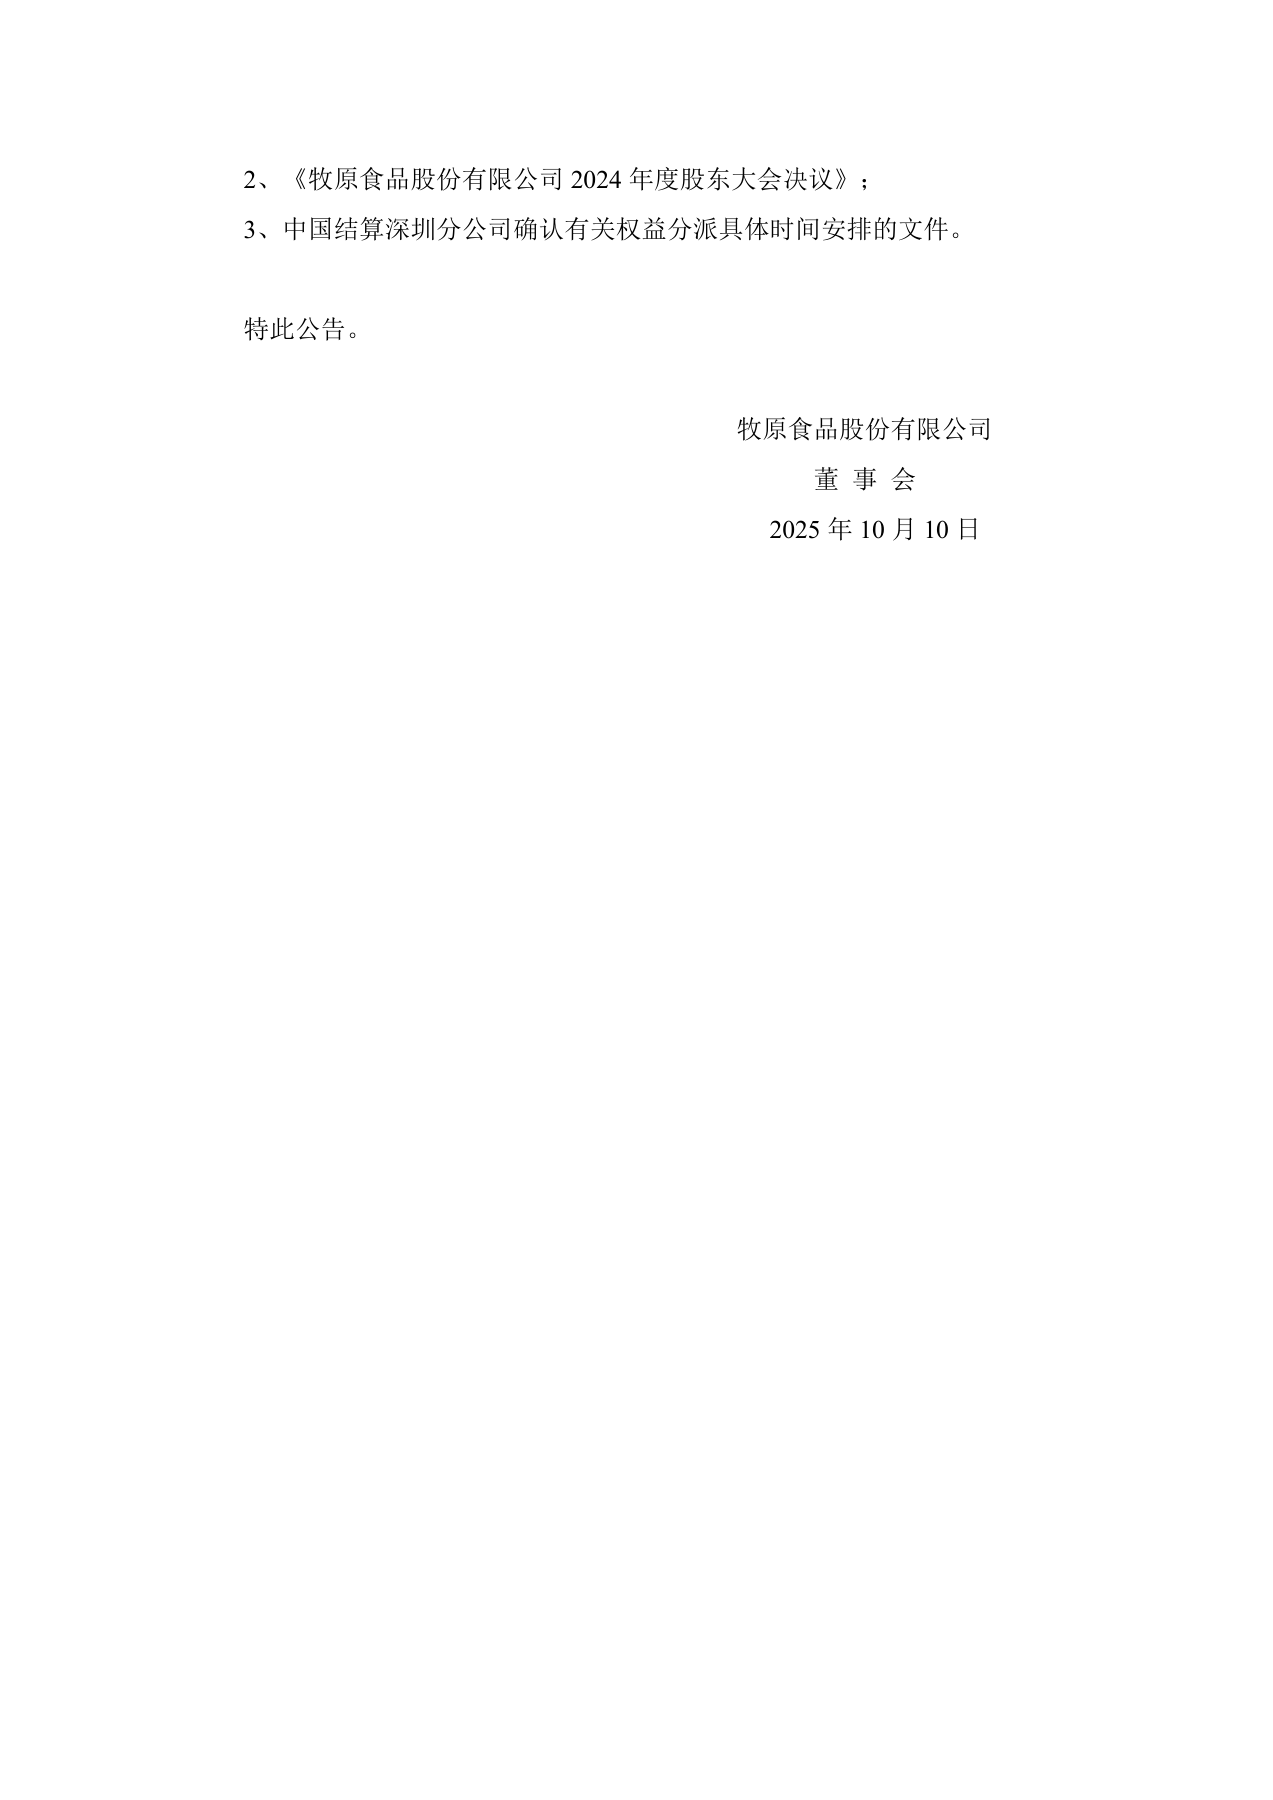 2、《牧原食品股份有限公司 2024 年度股东大会决议》；
3、中国结算深圳分公司确认有关权益分派具体时间安排的文件。
特此公告。
牧原食品股份有限公司
董 事 会
2025 年 10 月 10 日